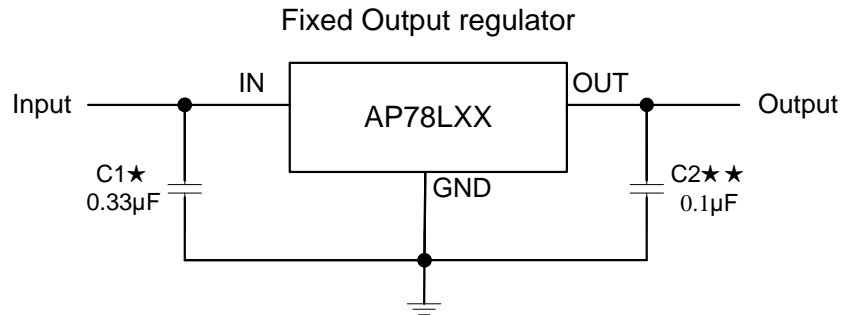 Fixed Output regulator
IN
OUT
Input
AP78LXX
Output
C1★
0.33µF
GND
C2★★
0.1µF